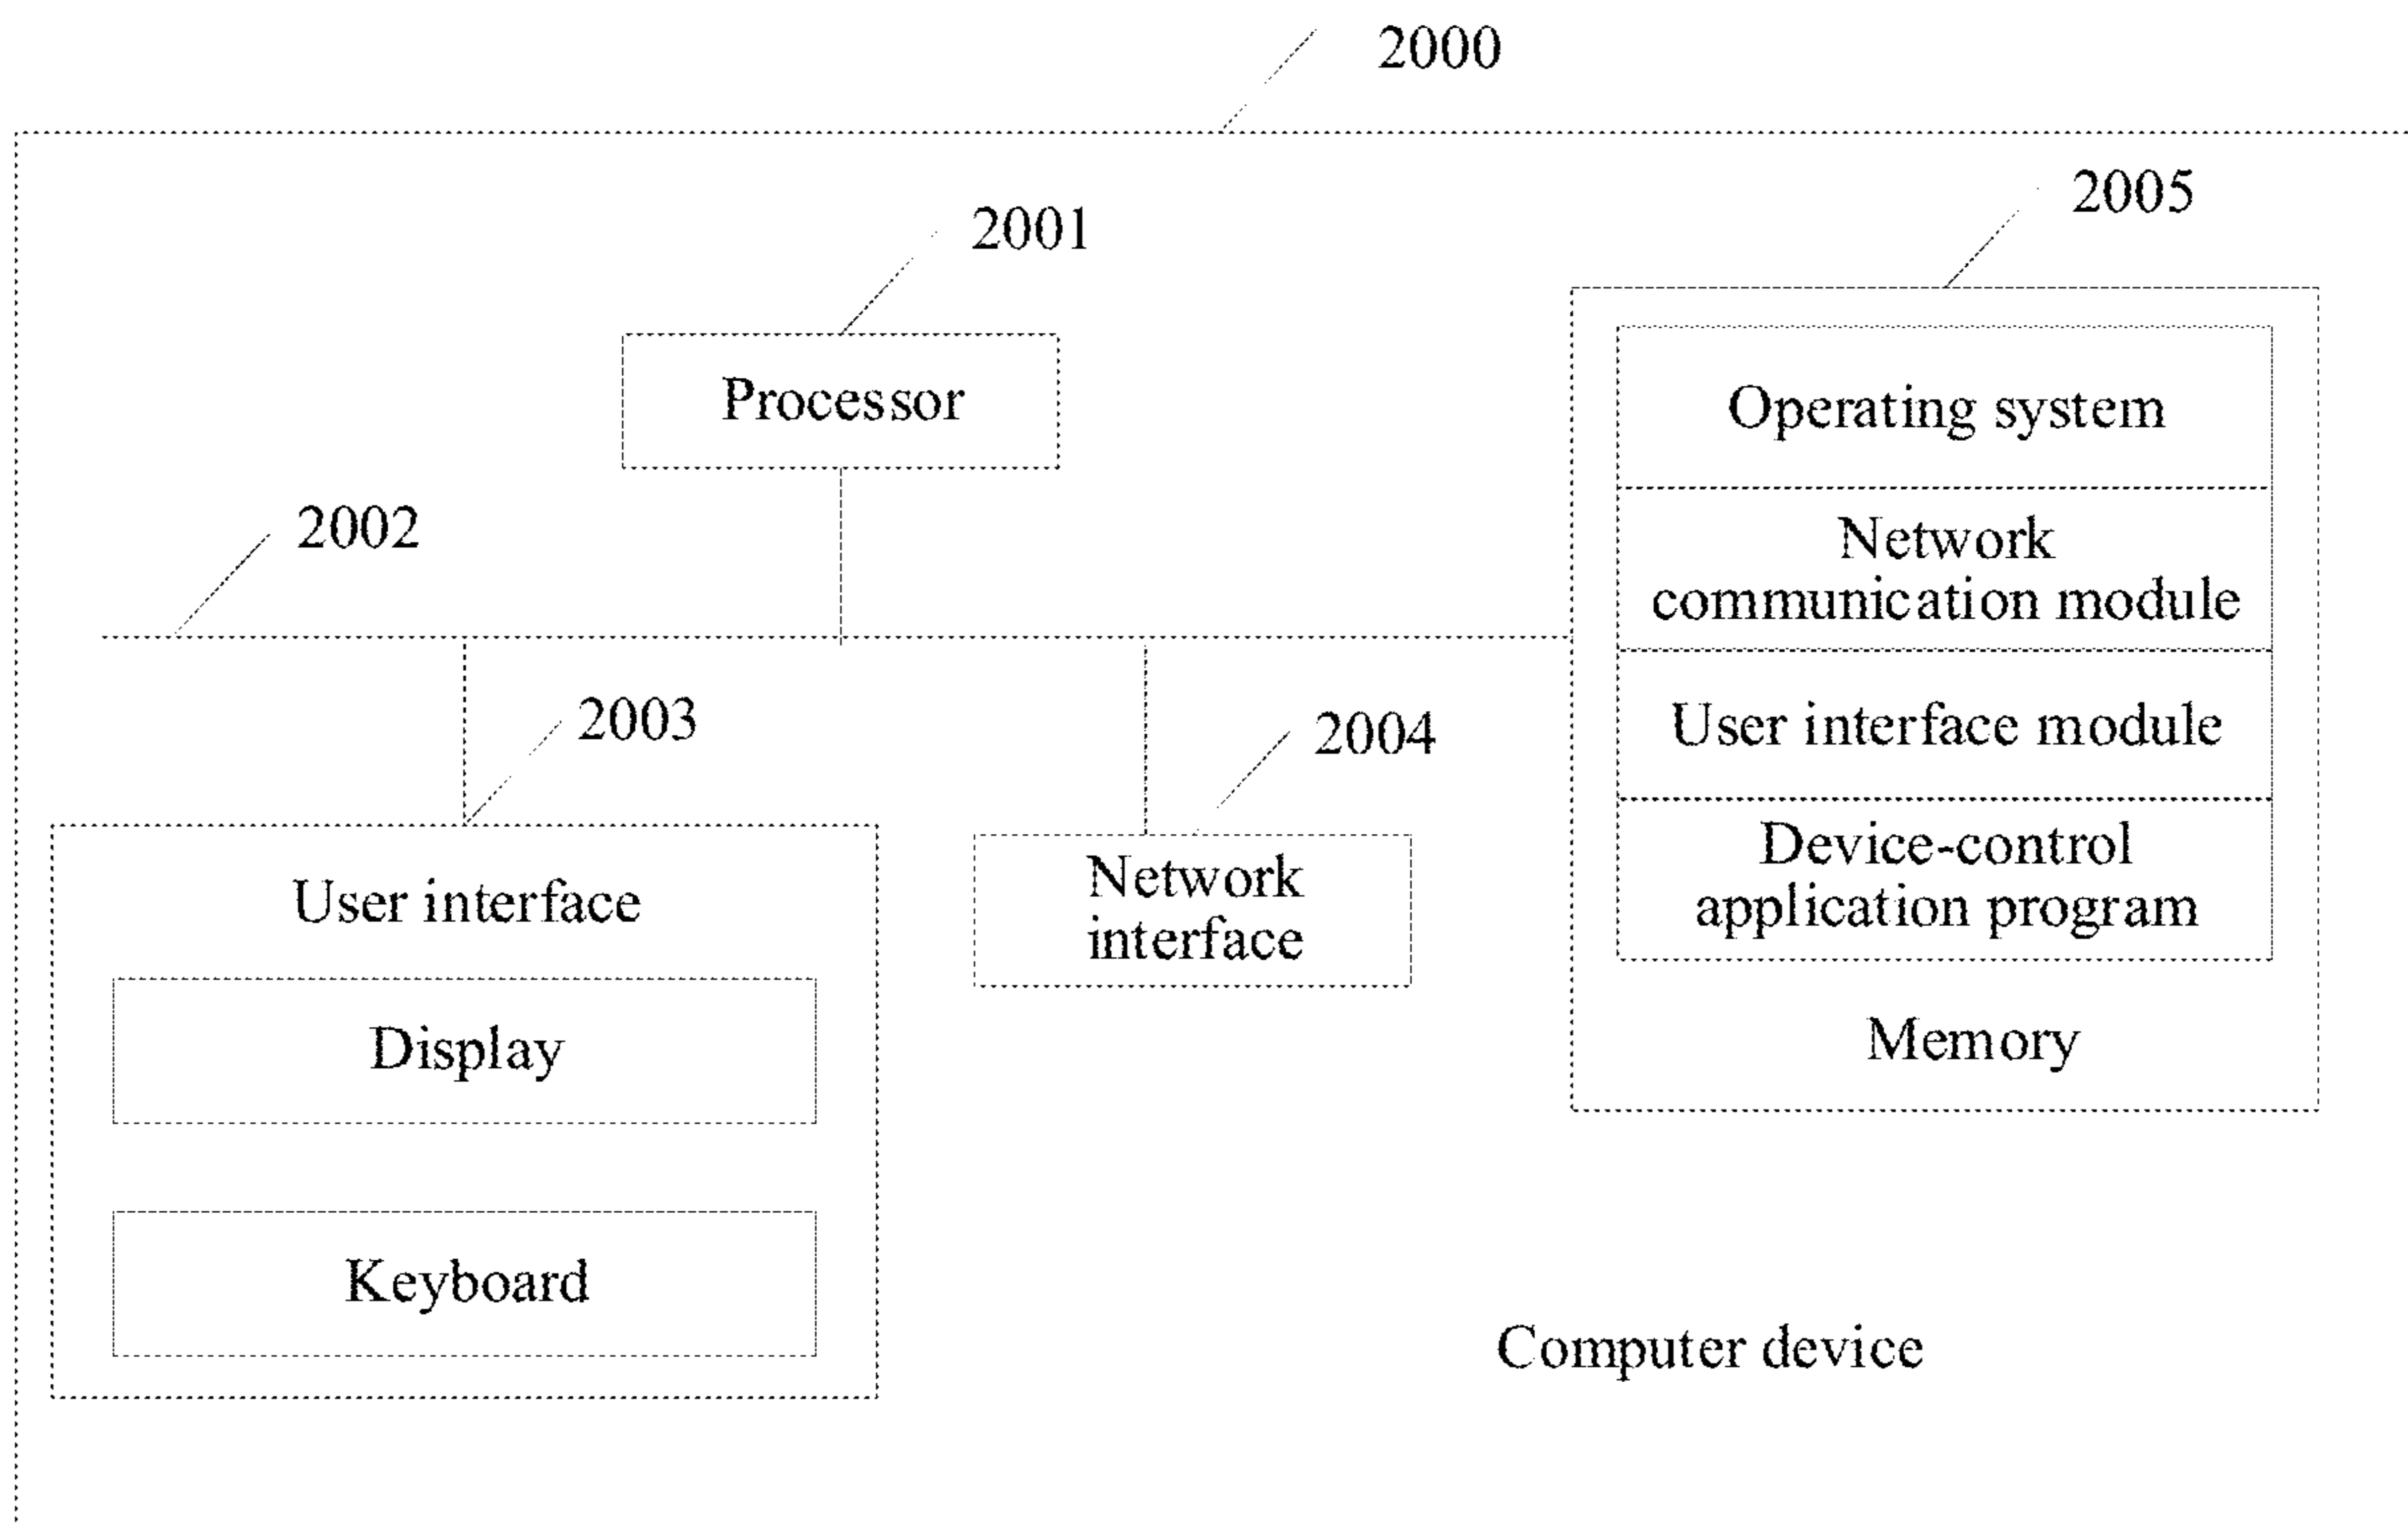 2000
2005
2001
Processor
Operating system
2002
Network
communication module
2003
2004
User interface module
Device-control
application program
User interface
Network
interface
Display
Memory
Keyboard
Computer device